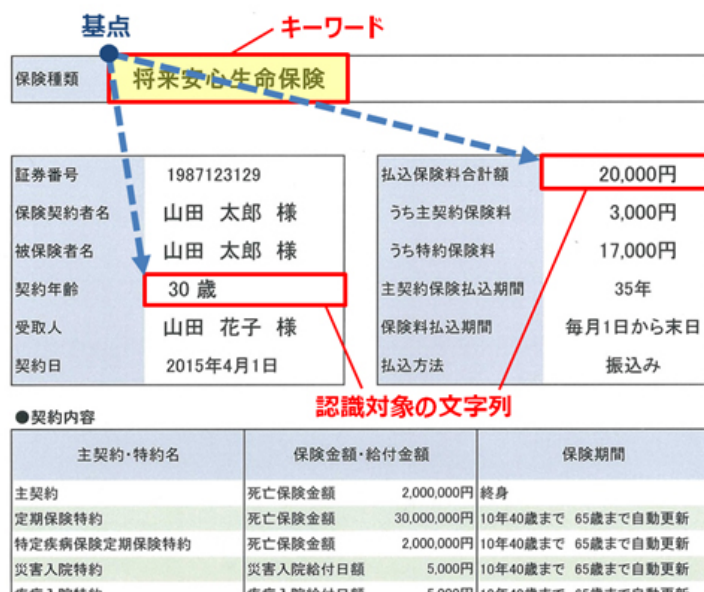 基点
キーワード
保険種類 将来安心生命保険
証券番号 1987123129
保険契約者名 山田 太郎 様
被保険者名 山田 太郎 様
契約年齢 30 歳
受取人 山田 花子 様
契約日 2015年4月1日
払込保険料合計額 20,000円
うち主契約保険料 3,000円
うち特約保険料 17,000円
主契約保険払込期間 35年
保険料払込期間 毎月1日から末日
払込方法 振込み
認識対象の文字列
●契約内容
主契約・特約名 保険金額・給付金額 保険期間
主契約 死亡保険金額 2,000,000円 終身
定期保険特約 死亡保険金額 30,000,000円 10年40歳まで 65歳まで自動更新
特定疾病保険定期保険特約 死亡保険金額 2,000,000円 10年40歳まで 65歳まで自動更新
災害入院特約 災害入院給付日額 5,000円 10年40歳まで 65歳まで自動更新